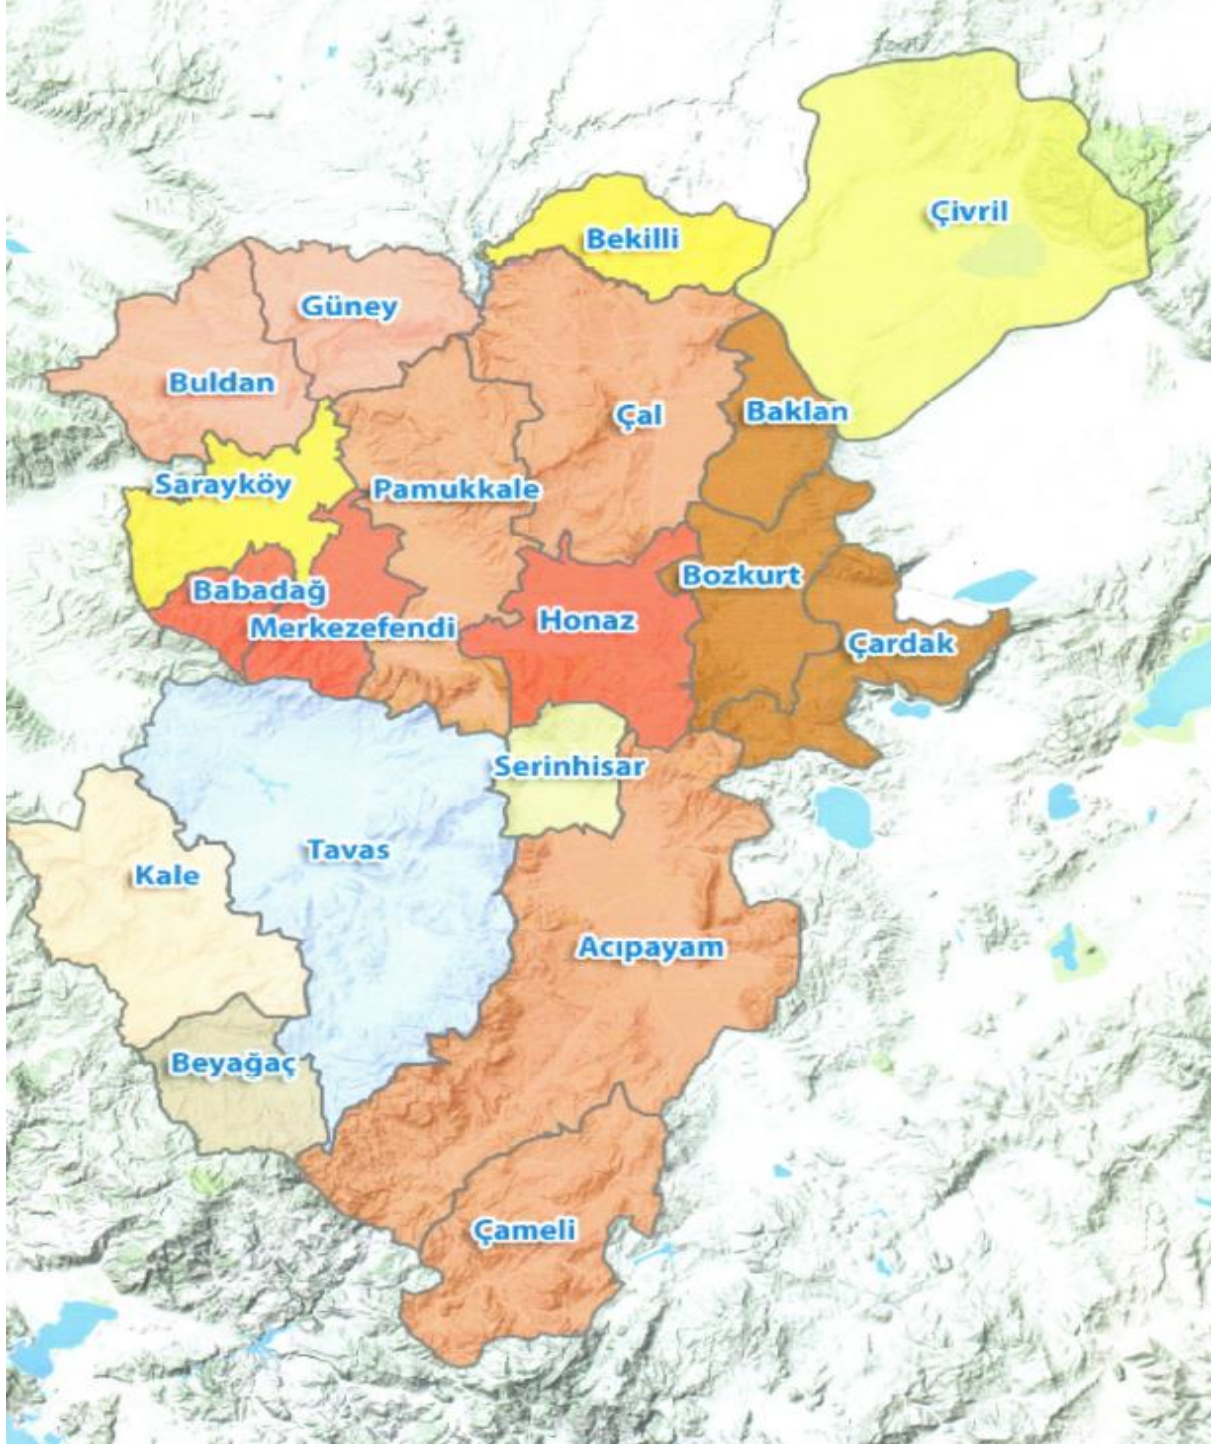 Çivril
Bekilli
Güney
Buldan
Çal
Baklan
Sarayköy
Pamukkale
Bozkurt
Babadağ
Honaz
Merkezefendi
Çardak
Serinhisar
Tavas
Kale
Acıpayam
Beyağaç
Çameli